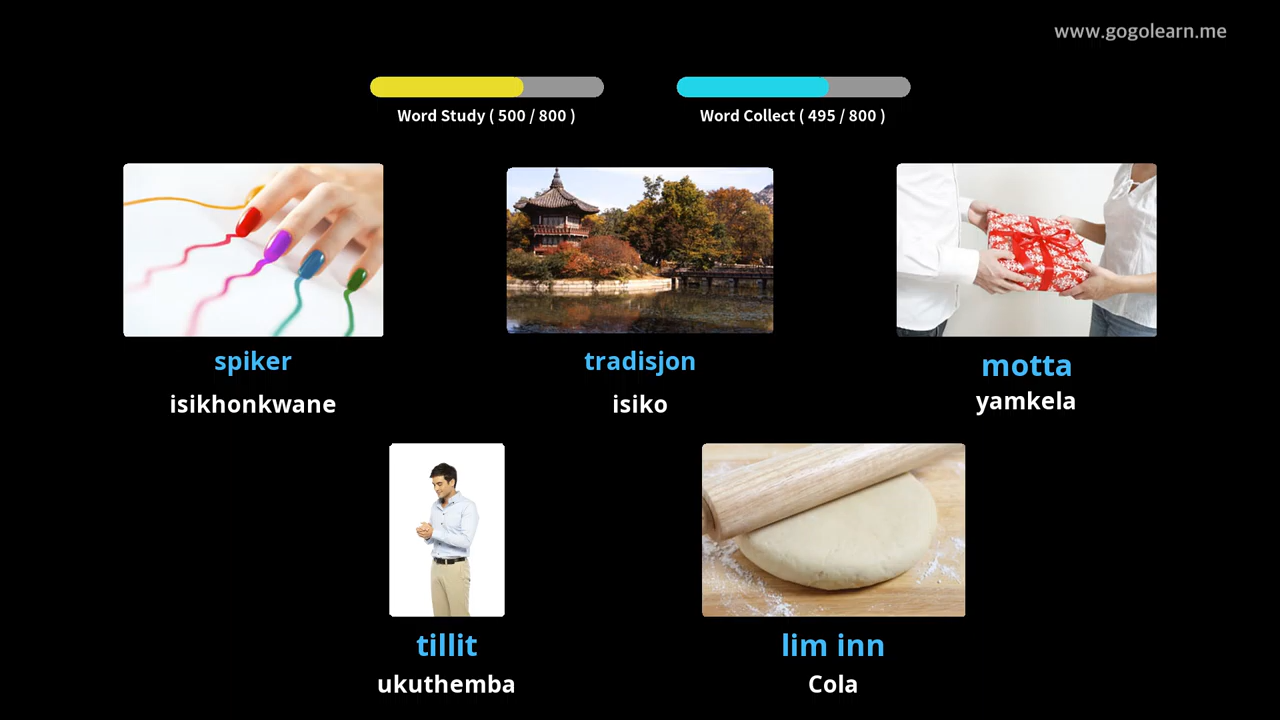 www.gogolearn.me
Word Study ( 500 / 800 )
Word Collect ( 495 / 800 )
spiker
isikhonkwane
tradisjon
isiko
motta
yamkela
tillit
ukuthemba
lim inn
Cola